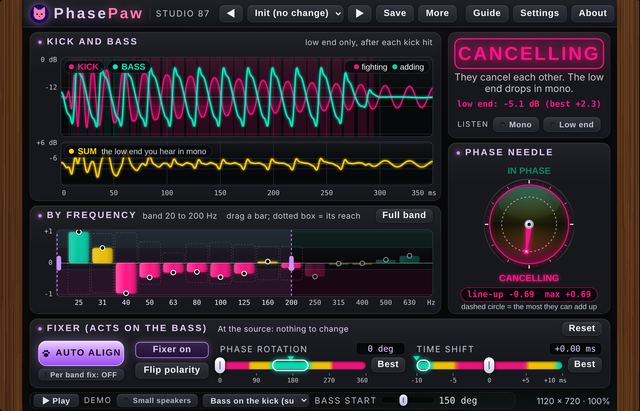 PhasePaw STUDIO 87 ◀ Init (no change) ▶ Save More Guide Settings About
KICK AND BASS low end only, after each kick hit
0 dB
KICK BASS fighting adding
-12
+6 dB
SUM the low end you hear in mono
-6
0 50 100 150 200 250 300 350 ms
CANCELLING
They cancel each other. The low
end drops in mono.
low end: -5.1 dB (best +2.3)
LISTEN Mono Low end
PHASE NEEDLE
IN PHASE
CANCELLING
line-up -0.69 max +0.69
dashed circle = the most they can add up
BY FREQUENCY band 20 to 200 Hz drag a bar; dotted box = its reach Full band
+1
0
-1
25 31 40 50 63 80 100 125 160 200 250 315 400 500 630 Hz
FIXER (ACTS ON THE BASS) At the source: nothing to change Reset
AUTO ALIGN
Per band fix: OFF
Fixer on
Flip polarity
PHASE ROTATION 0 deg
Best
0 90 180 270 360
TIME SHIFT +0.00 ms
Best
-10 -5 0 +5 +10 ms
▶ Play DEMO Small speakers Bass on the kick (su BASS START 150 deg 1120 × 720 · 100%